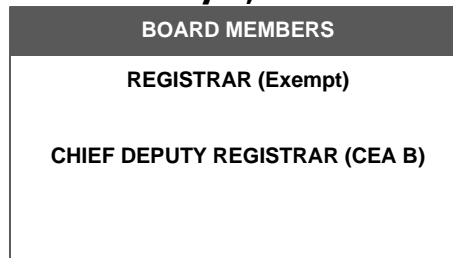 BOARD MEMBERS
REGISTRAR (Exempt)
CHIEF DEPUTY REGISTRAR (CEA B)